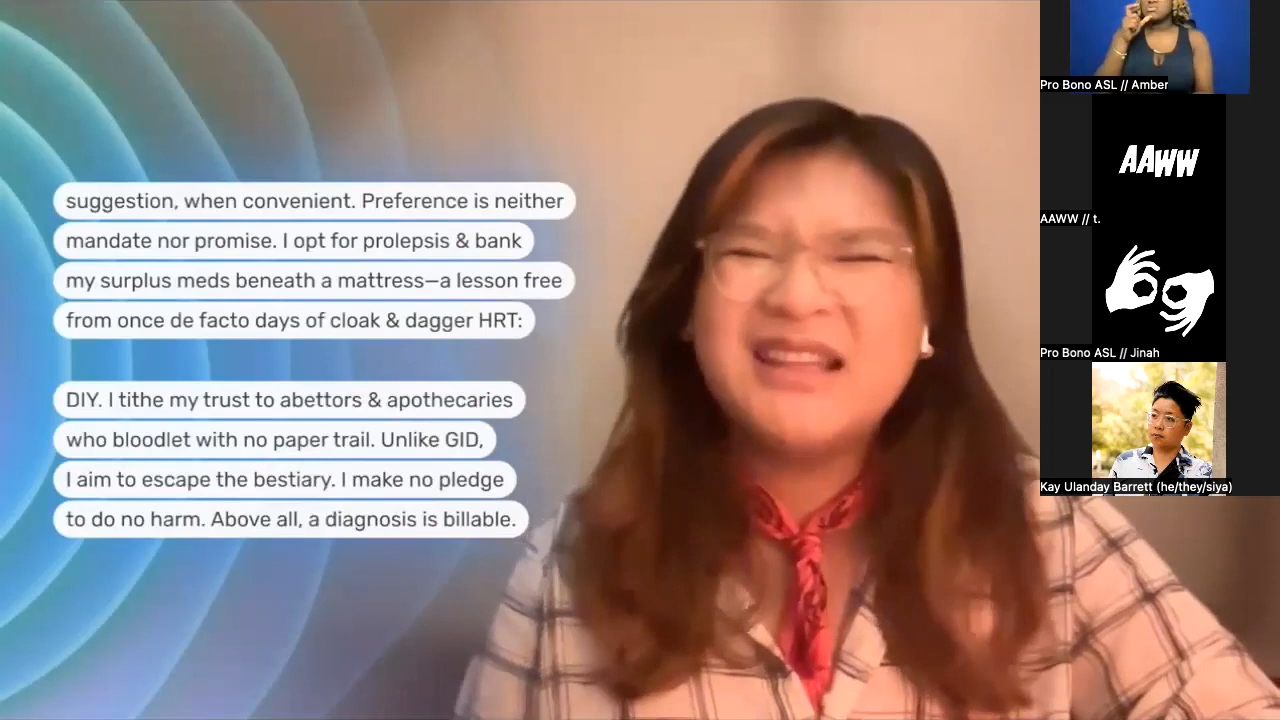 suggestion, when convenient. Preference is neither
mandate nor promise. I opt for prolepsis & bank
my surplus meds beneath a mattress—a lesson free
from once de facto days of cloak & dagger HRT:
DIY. I tithe my trust to abettors & apothecaries
who bloodlet with no paper trail. Unlike GID,
I aim to escape the bestiary. I make no pledge
to do no harm. Above all, a diagnosis is billable.
Pro Bono ASL // Amber
AAWW
AAWW // t.
Pro Bono ASL // Jinah
Kay Ulanday Barrett (he/they/siya)